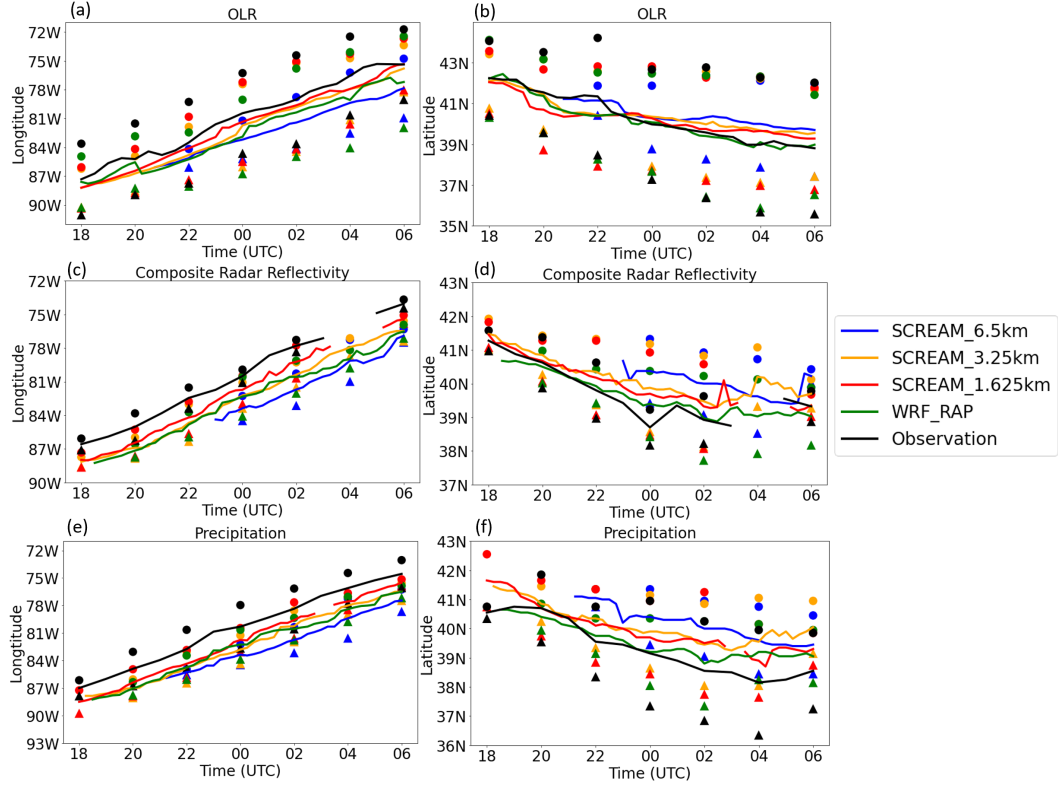 (a)
OLR
72W
75W
78W
81W
84W
87W
90W
Longtitude
18 20 22 00 02 04 06
Time (UTC)
(b)
OLR
43N
41N
39N
37N
35N
Latitude
18 20 22 00 02 04 06
Time (UTC)
(c)
Composite Radar Reflectivity
72W
75W
78W
81W
84W
87W
90W
Longtitude
18 20 22 00 02 04 06
Time (UTC)
(d)
Composite Radar Reflectivity
43N
42N
41N
40N
39N
38N
37N
Latitude
18 20 22 00 02 04 06
Time (UTC)
SCREAM_6.5km
SCREAM_3.25km
SCREAM_1.625km
WRF_RAP
Observation
(e)
Precipitation
72W
75W
78W
81W
84W
87W
90W
93W
Longtitude
18 20 22 00 02 04 06
Time (UTC)
(f)
Precipitation
43N
42N
41N
40N
39N
38N
37N
36N
Latitude
18 20 22 00 02 04 06
Time (UTC)